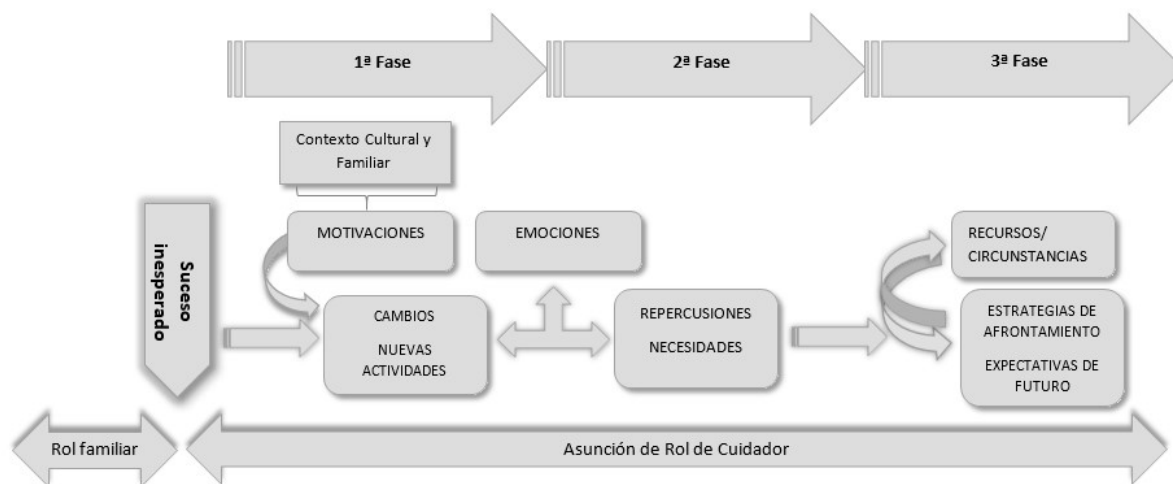 1ª Fase
2ª Fase
3ª Fase
Contexto Cultural y
Familiar
MOTIVACIONES
EMOCIONES
RECURSOS/
CIRCUNSTANCIAS
Suceso
inesperado
CAMBIOS
NUEVAS
ACTIVIDADES
REPERCUSIONES
NECESIDADES
ESTRATEGIAS DE
AFRONTAMIENTO
EXPECTATIVAS DE
FUTURO
Rol familiar
Asunción de Rol de Cuidador